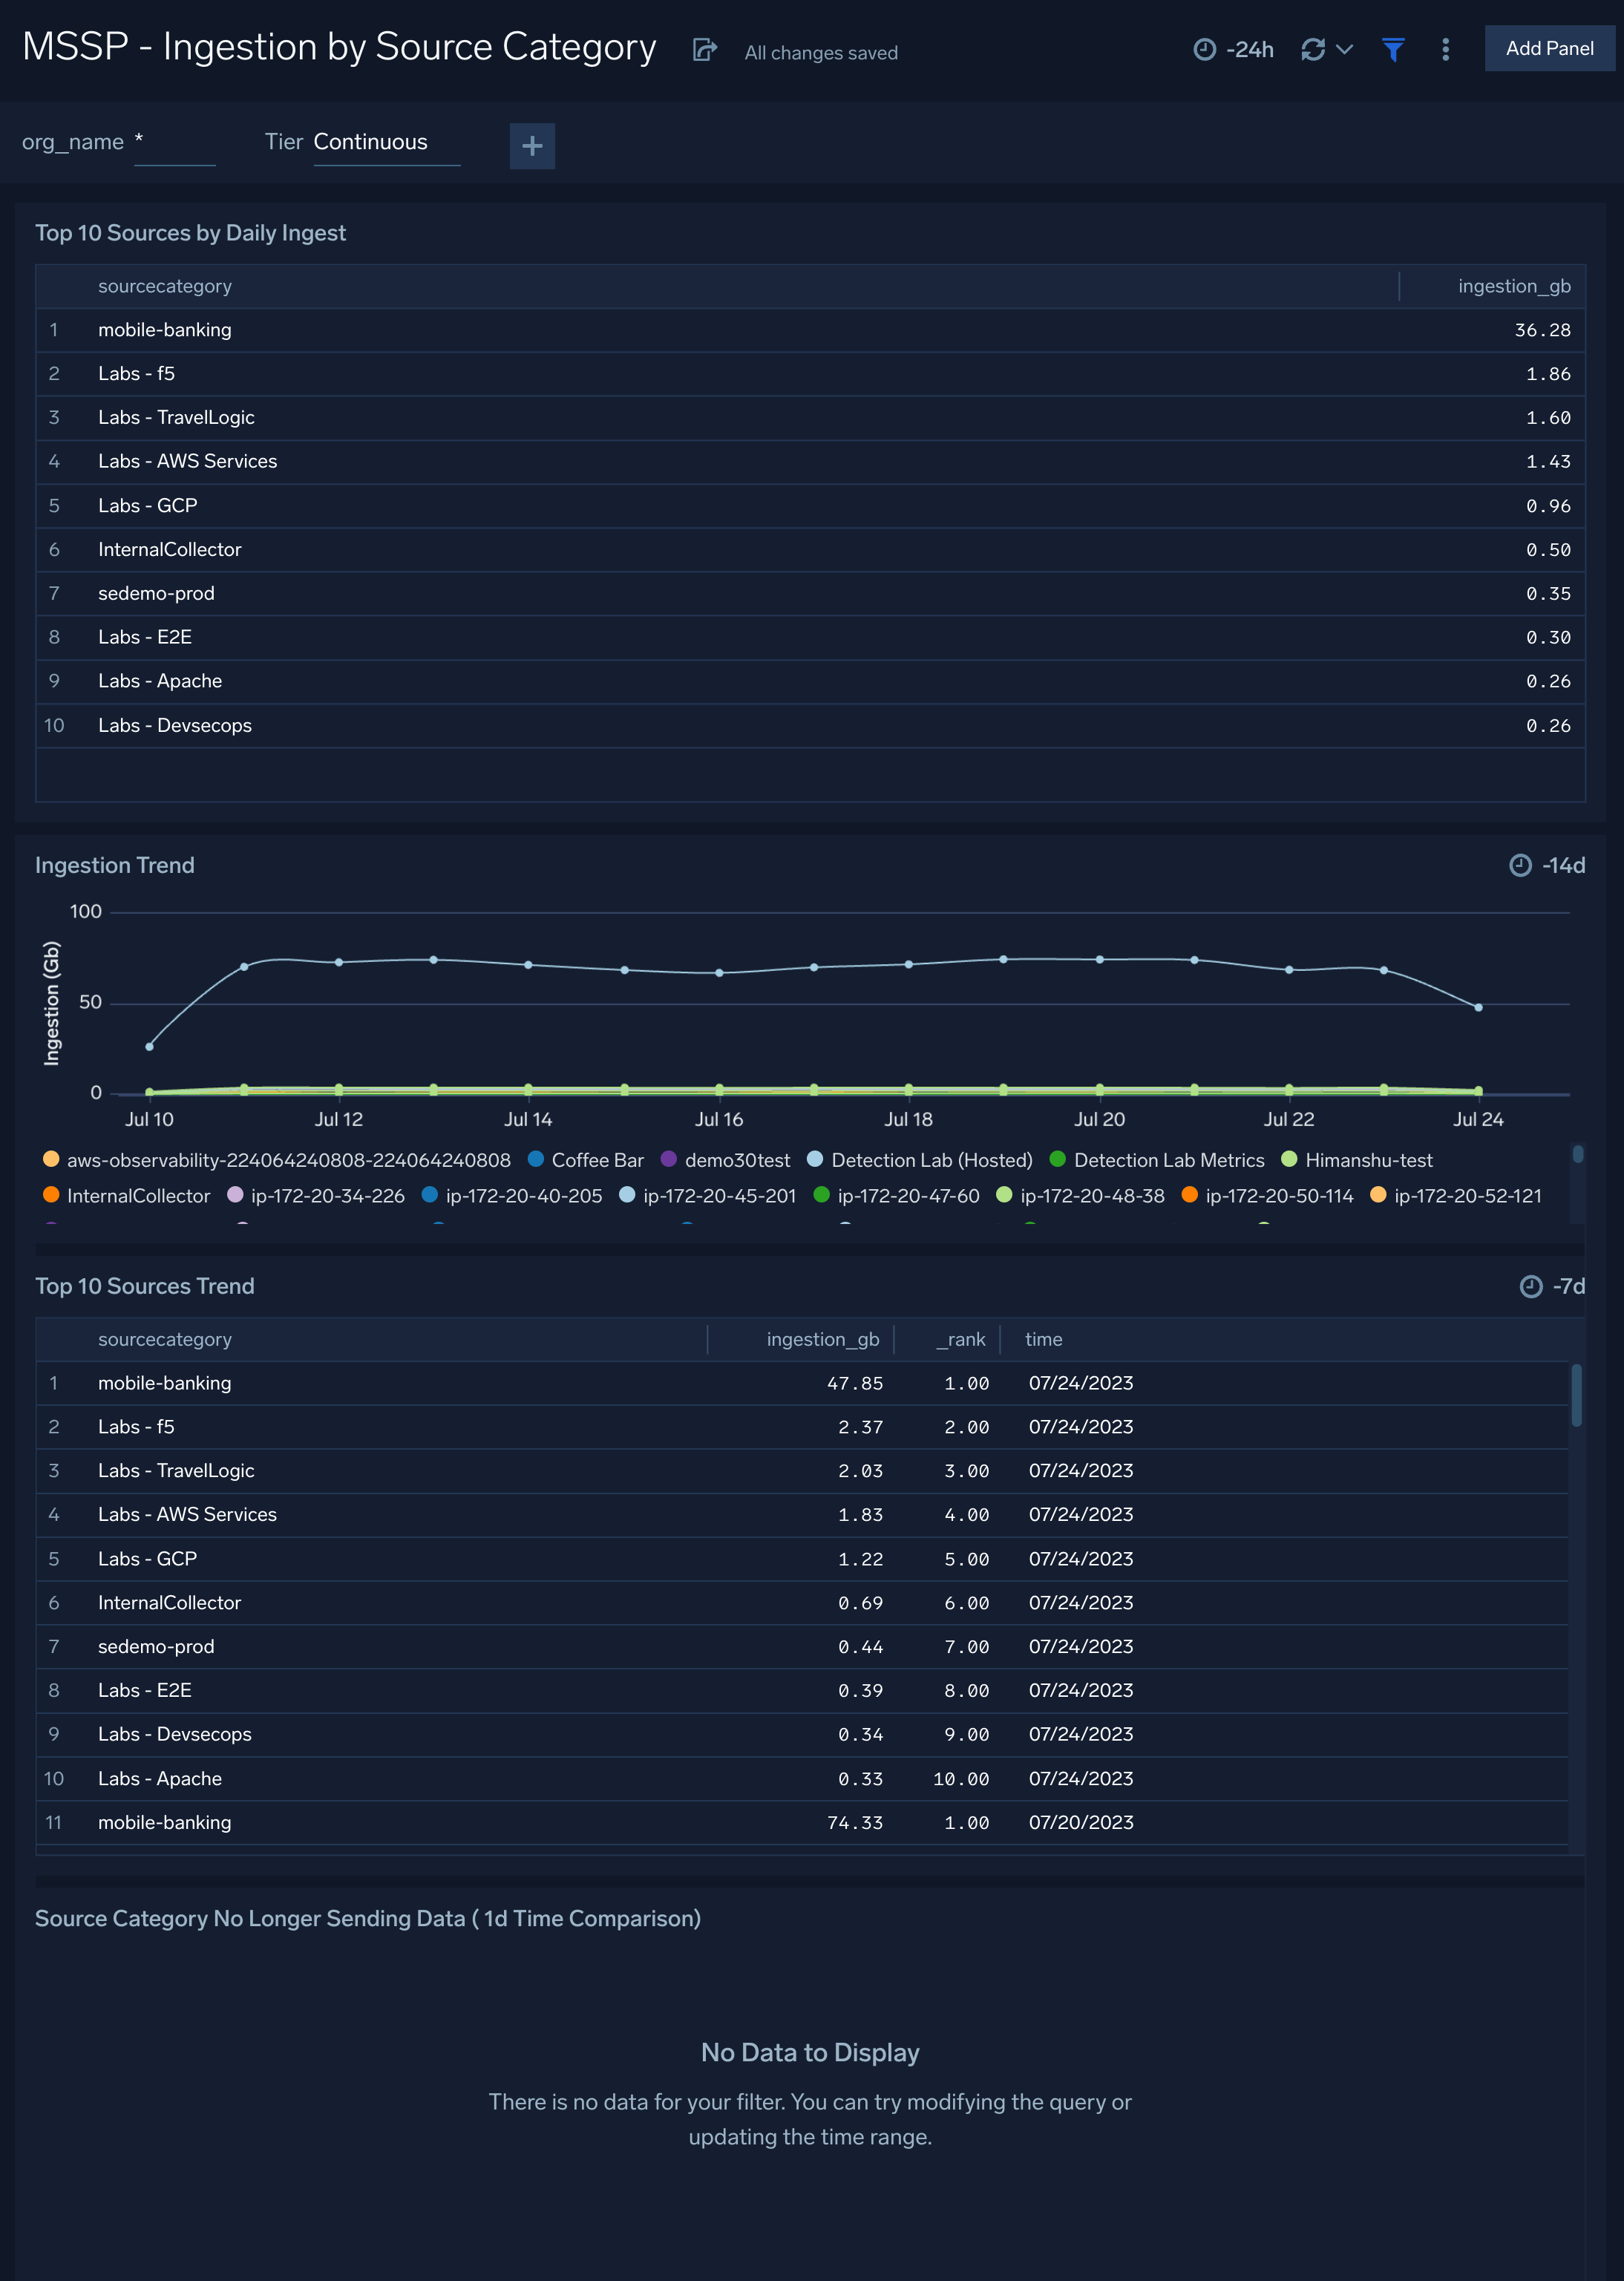 MSSP - Ingestion by Source Category All changes saved -24h Add Panel
org_name * Tier Continuous +
Top 10 Sources by Daily Ingest
sourcecategory ingestion_gb
1 mobile-banking 36.28
2 Labs - f5 1.86
3 Labs - TravelLogic 1.60
4 Labs - AWS Services 1.43
5 Labs - GCP 0.96
6 InternalCollector 0.50
7 sedemo-prod 0.35
8 Labs - E2E 0.30
9 Labs - Apache 0.26
10 Labs - Devsecops 0.26
Ingestion Trend -14d
Ingestion (Gb)
100
50
0
Jul 10 Jul 12 Jul 14 Jul 16 Jul 18 Jul 20 Jul 22 Jul 24
aws-observability-224064240808-224064240808 Coffee Bar demo30test Detection Lab (Hosted) Detection Lab Metrics Himanshu-test
InternalCollector ip-172-20-34-226 ip-172-20-40-205 ip-172-20-45-201 ip-172-20-47-60 ip-172-20-48-38 ip-172-20-50-114 ip-172-20-52-121
Top 10 Sources Trend -7d
sourcecategory ingestion_gb _rank time
1 mobile-banking 47.85 1.00 07/24/2023
2 Labs - f5 2.37 2.00 07/24/2023
3 Labs - TravelLogic 2.03 3.00 07/24/2023
4 Labs - AWS Services 1.83 4.00 07/24/2023
5 Labs - GCP 1.22 5.00 07/24/2023
6 InternalCollector 0.69 6.00 07/24/2023
7 sedemo-prod 0.44 7.00 07/24/2023
8 Labs - E2E 0.39 8.00 07/24/2023
9 Labs - Devsecops 0.34 9.00 07/24/2023
10 Labs - Apache 0.33 10.00 07/24/2023
11 mobile-banking 74.33 1.00 07/20/2023
Source Category No Longer Sending Data ( 1d Time Comparison)
No Data to Display
There is no data for your filter. You can try modifying the query or
updating the time range.